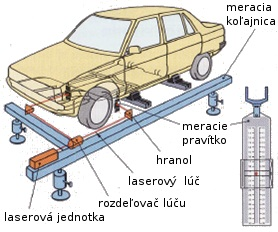 meracia
koľajnica
meracie
pravítko
hranol
laserový lúč
rozdeľovač lúču
laserová jednotka